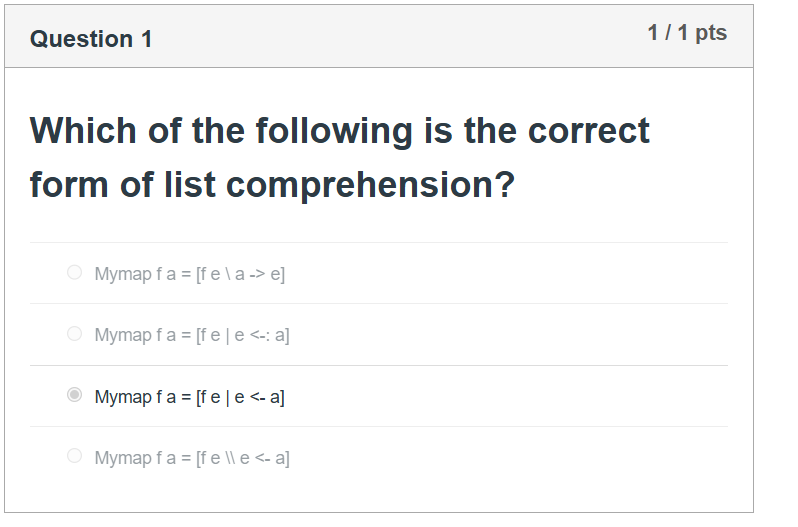 Question 1
1 / 1 pts
Which of the following is the correct
form of list comprehension?
Mymap f a = [f e \ a -> e]
Mymap f a = [f e | e <-: a]
Mymap f a = [f e | e <- a]
Mymap f a = [f e \\ e <- a]